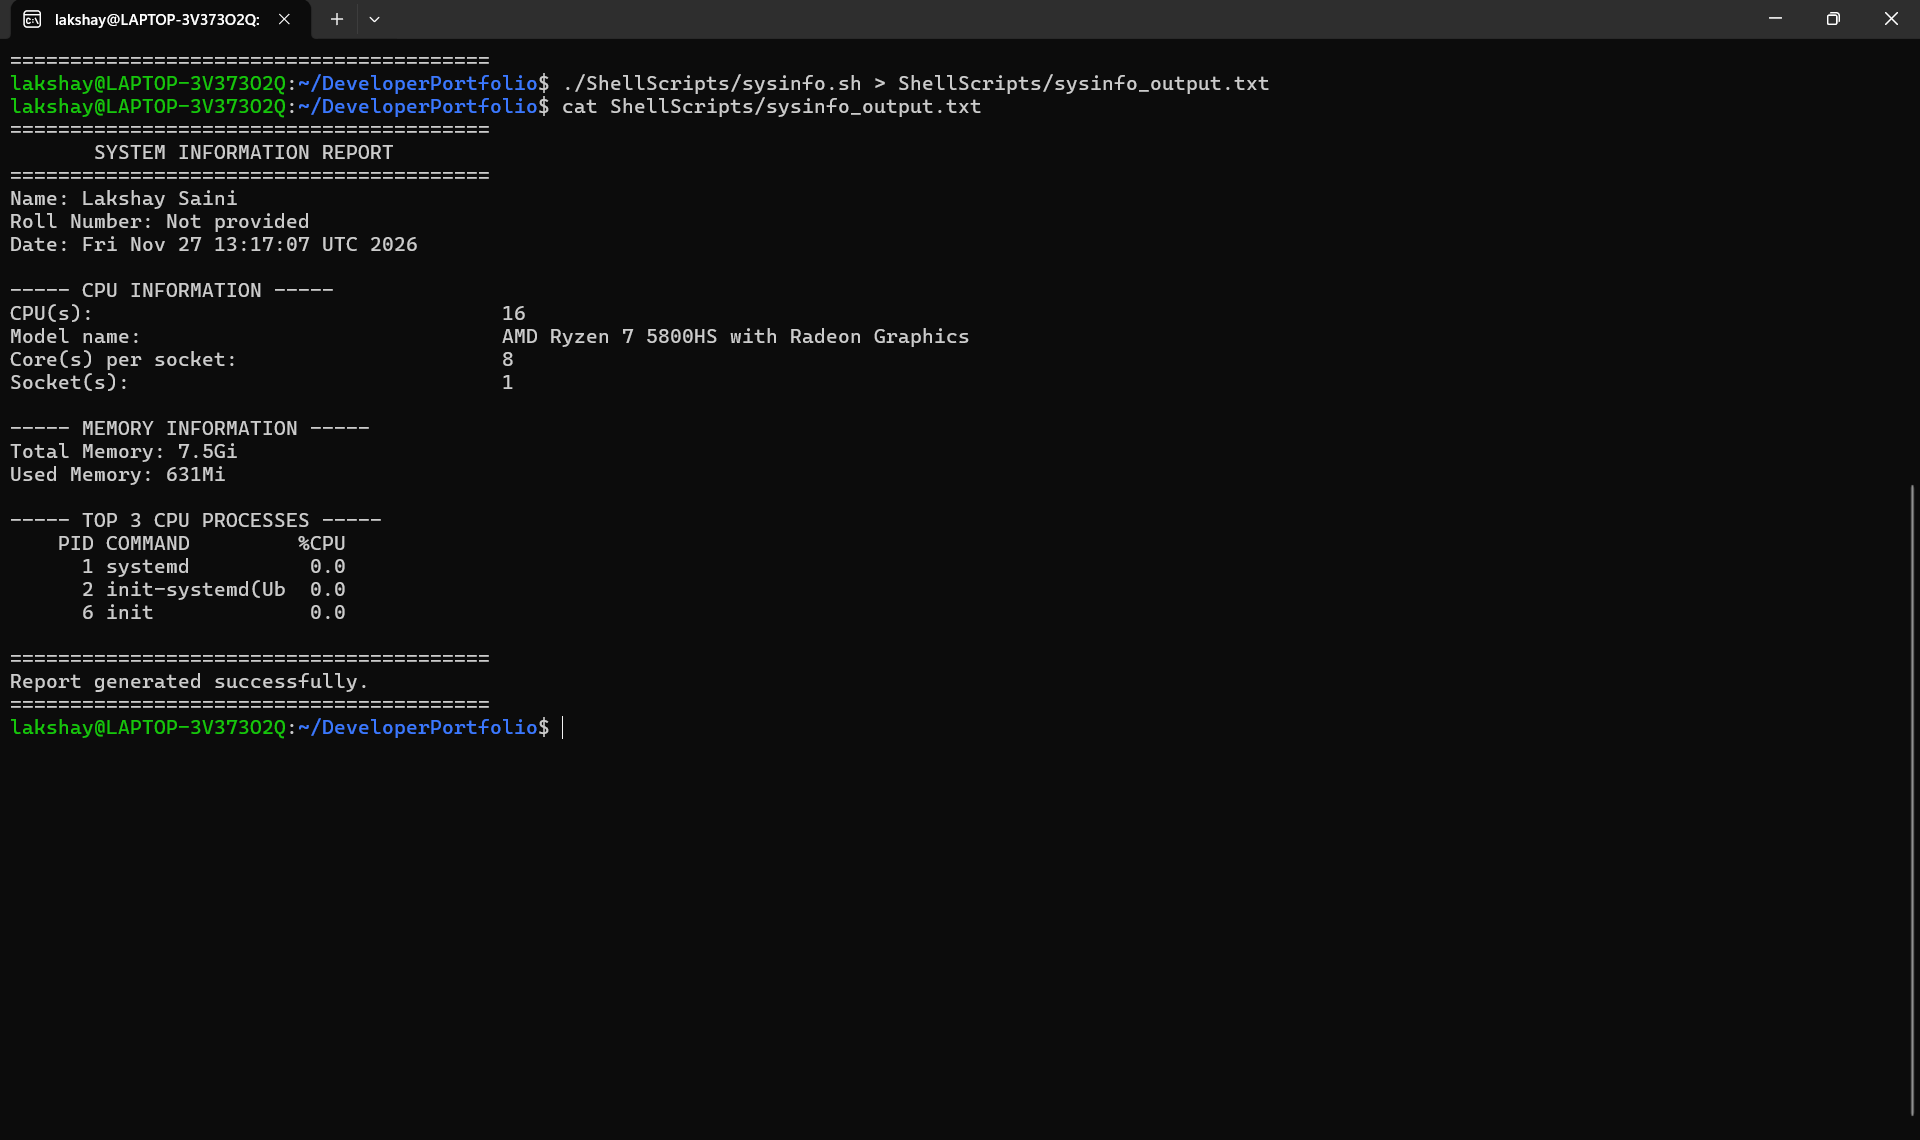 lakshay@LAPTOP-3V373O2Q:
========================================
lakshay@LAPTOP-3V373O2Q:~/DeveloperPortfolio$ ./ShellScripts/sysinfo.sh > ShellScripts/sysinfo_output.txt
lakshay@LAPTOP-3V373O2Q:~/DeveloperPortfolio$ cat ShellScripts/sysinfo_output.txt
========================================
       SYSTEM INFORMATION REPORT
========================================
Name: Lakshay Saini
Roll Number: Not provided
Date: Fri Nov 27 13:17:07 UTC 2026

----- CPU INFORMATION -----
CPU(s):                                  16
Model name:                              AMD Ryzen 7 5800HS with Radeon Graphics
Core(s) per socket:                      8
Socket(s):                               1

----- MEMORY INFORMATION -----
Total Memory: 7.5Gi
Used Memory: 631Mi

----- TOP 3 CPU PROCESSES -----
    PID COMMAND         %CPU
      1 systemd          0.0
      2 init-systemd(Ub  0.0
      6 init             0.0

========================================
Report generated successfully.
========================================
lakshay@LAPTOP-3V373O2Q:~/DeveloperPortfolio$